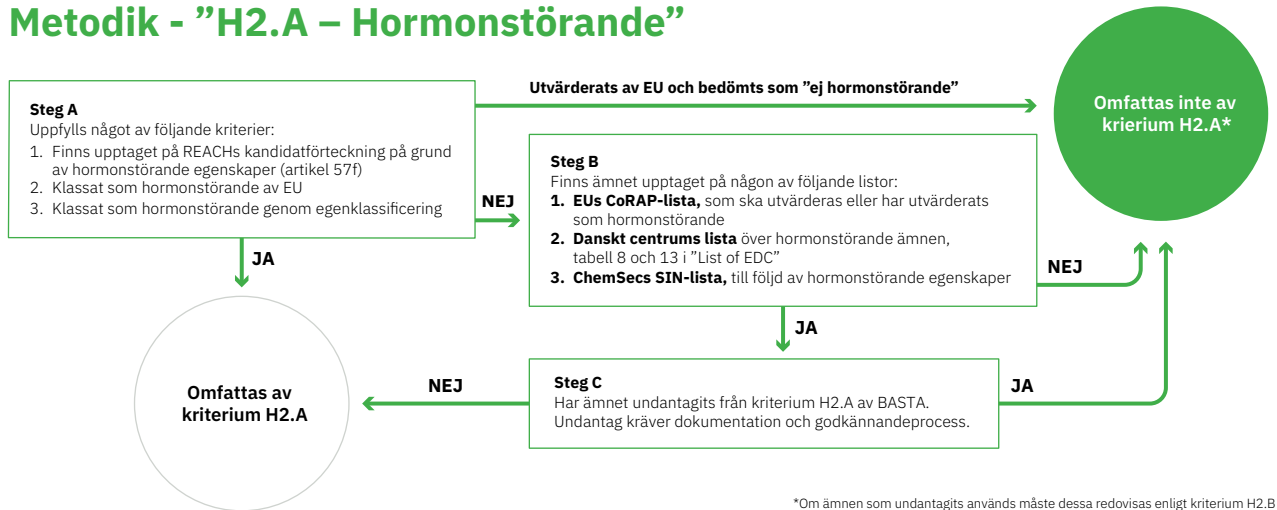 Metodik - ”H2.A – Hormonstörande”
Utvärderats av EU och bedömts som ”ej hormonstörande”
Omfattas inte av
krierium H2.A*
Steg A
Uppfylls något av följande kriterier:
1. Finns upptaget på REACHs kandidatförteckning på grund
av hormonstörande egenskaper (artikel 57f)
2. Klassat som hormonstörande av EU
3. Klassat som hormonstörande genom egenklassificering
NEJ
JA
Steg B
Finns ämnet upptaget på någon av följande listor:
1. EUs CoRAP-lista, som ska utvärderas eller har utvärderats
som hormonstörande
2. Danskt centrums lista över hormonstörande ämnen,
tabell 8 och 13 i ”List of EDC”
3. ChemSecs SIN-lista, till följd av hormonstörande egenskaper
NEJ
JA
Steg C
Har ämnet undantagits från kriterium H2.A av BASTA.
Undantag kräver dokumentation och godkännandeprocess.
NEJ
JA
Omfattas av
kriterium H2.A
*Om ämnen som undantagits används måste dessa redovisas enligt kriterium H2.B